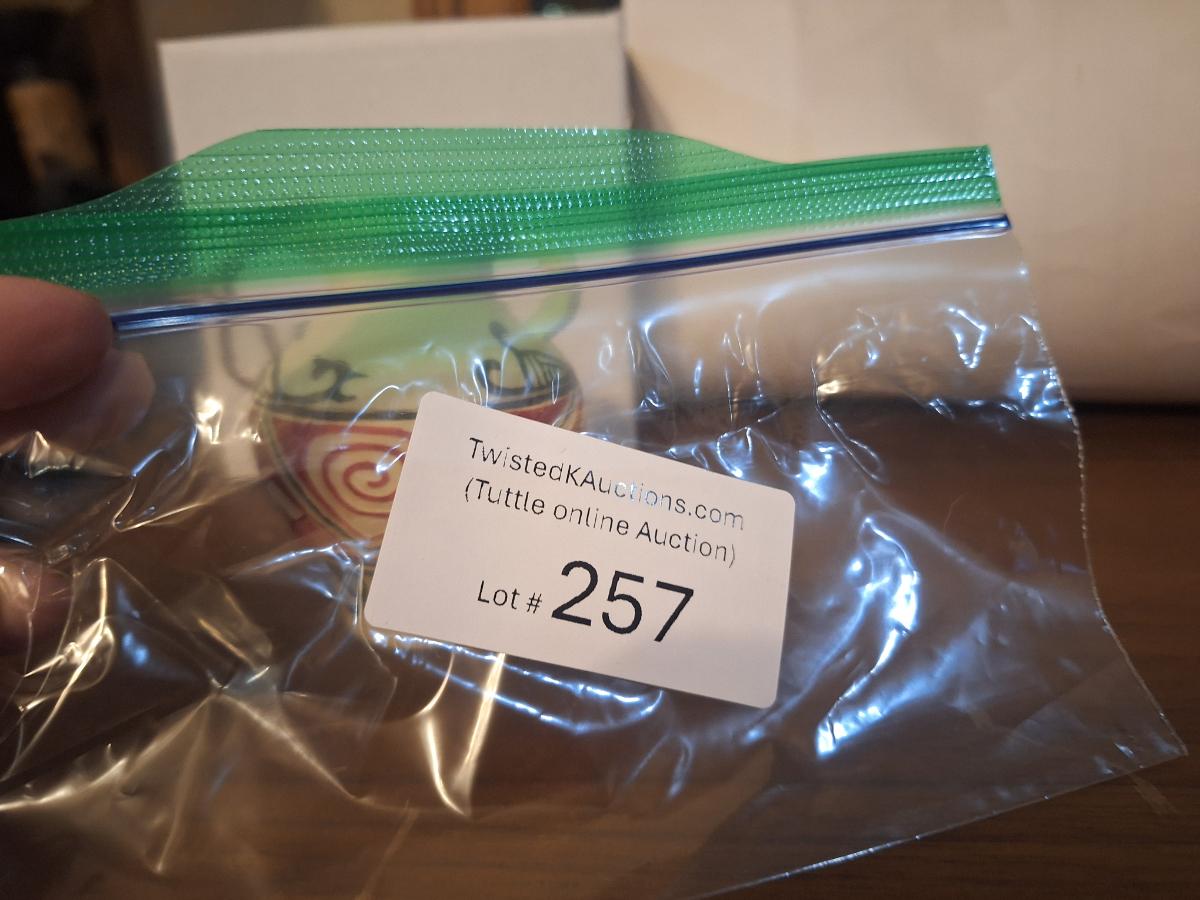 TwistedKAuctions.com
(Tuttle online Auction)
Lot # 257